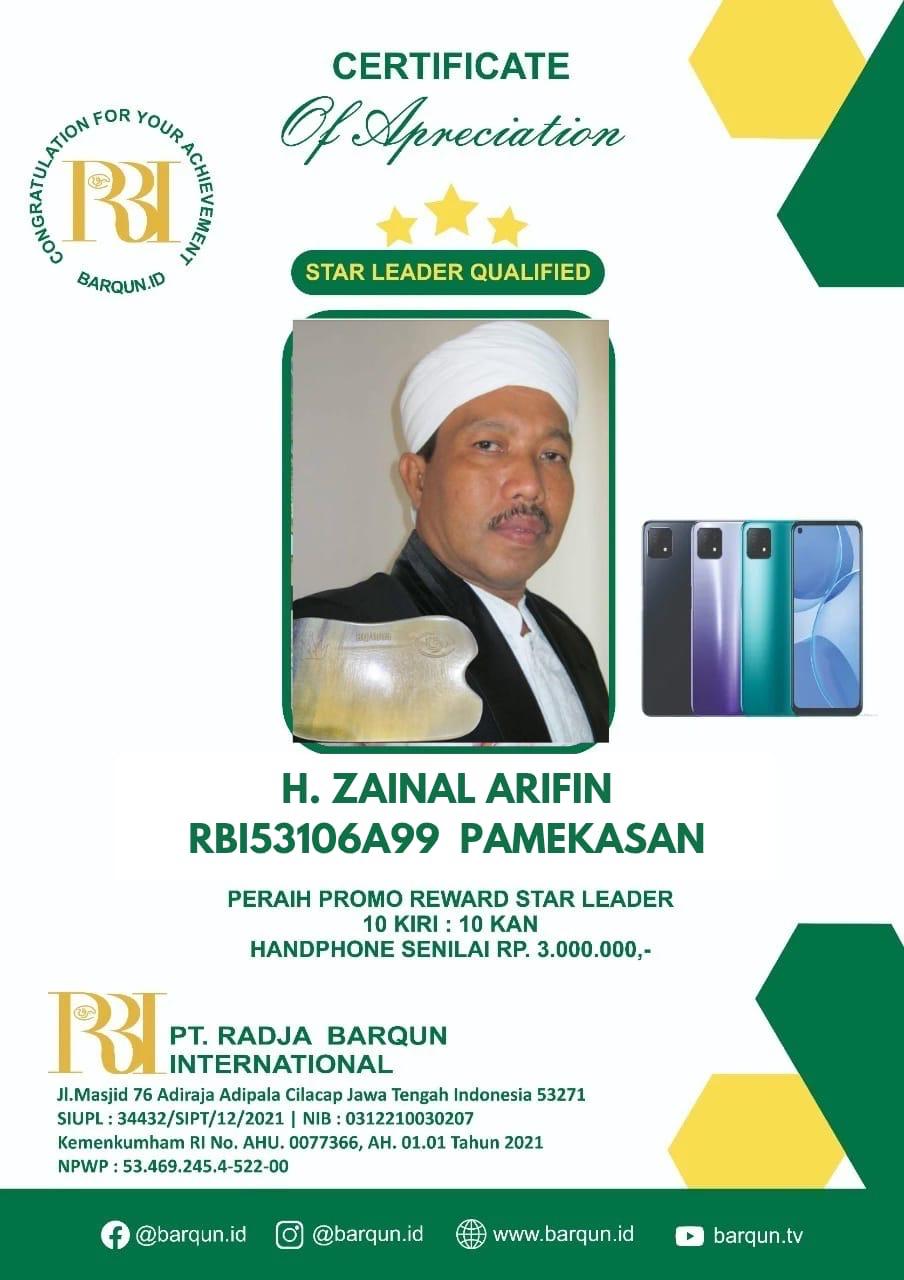 CERTIFICATE
Of Apreciation
CONGRATULATION FOR YOUR ACHIEVEMENT
RBI
BARQUN.ID
STAR LEADER QUALIFIED
H. ZAINAL ARIFIN
RBI53106A99 PAMEKASAN
PERAIH PROMO REWARD STAR LEADER
10 KIRI : 10 KAN
HANDPHONE SENILAI RP. 3.000.000,-
RBI
PT. RADJA BARQUN
INTERNATIONAL
Jl.Masjid 76 Adiraja Adipala Cilacap Jawa Tengah Indonesia 53271
SIUPL : 34432/SIPT/12/2021 | NIB : 0312210030207
Kemenkumham RI No. AHU. 0077366, AH. 01.01 Tahun 2021
NPWP : 53.469.245.4-522-00
@barqun.id @barqun.id www.barqun.id barqun.tv